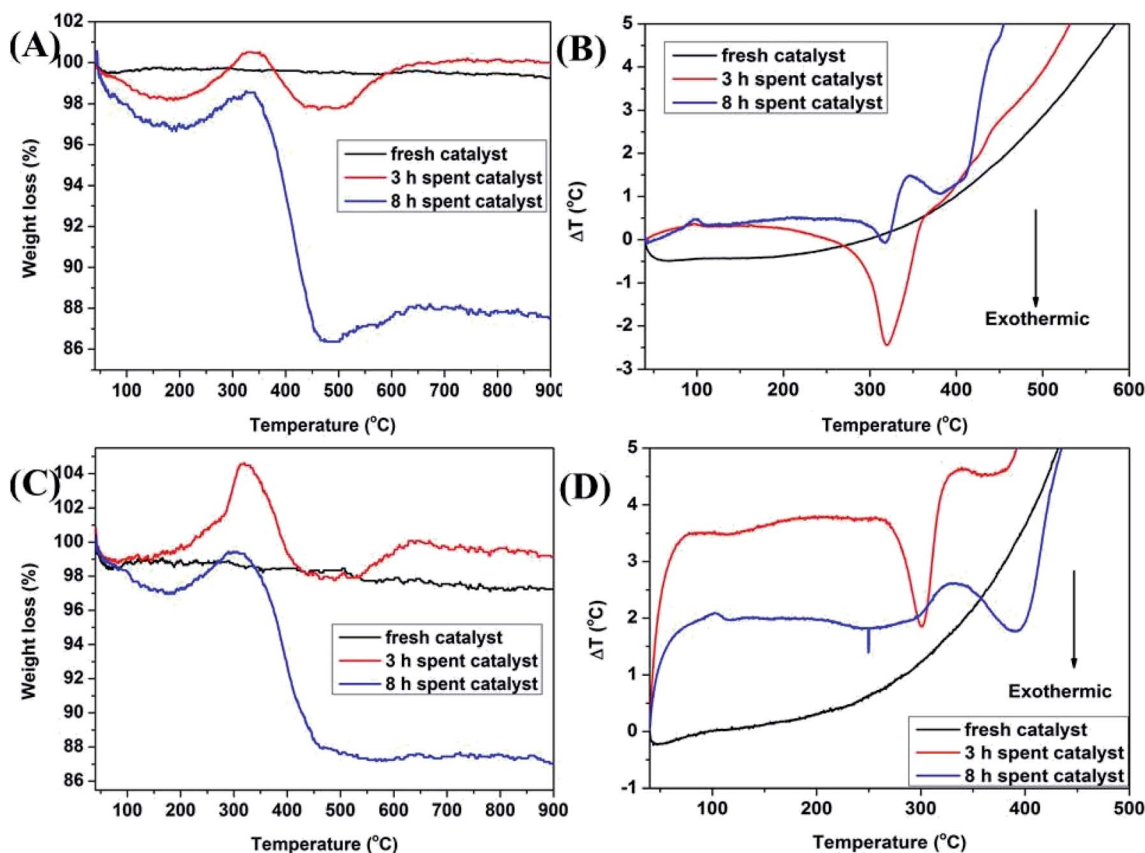 (A)
102
100
98
96
94
92
90
88
86
Weight loss (%)
fresh catalyst
3 h spent catalyst
8 h spent catalyst
100 200 300 400 500 600 700 800 900
Temperature (°C)
(B)
5
4
3
2
1
0
-1
-2
-3
ΔT (°C)
fresh catalyst
3 h spent catalyst
8 h spent catalyst
Exothermic
100 200 300 400 500 600
Temperature (°C)
(C)
104
102
100
98
96
94
92
90
88
86
Weight loss (%)
fresh catalyst
3 h spent catalyst
8 h spent catalyst
100 200 300 400 500 600 700 800 900
Temperature (°C)
(D)
5
4
3
2
1
0
-1
ΔT (°C)
Exothermic
fresh catalyst
3 h spent catalyst
8 h spent catalyst
100 200 300 400 500
Temperature (°C)